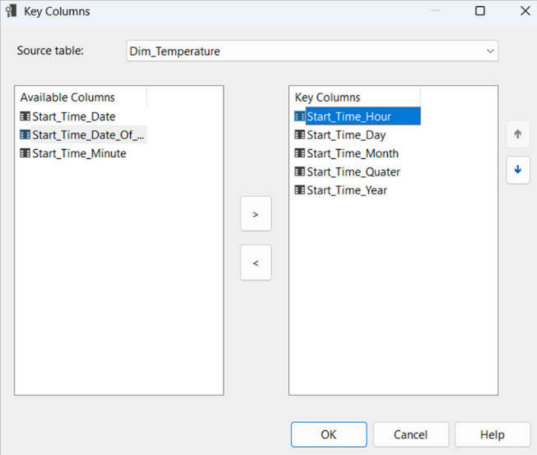 Key Columns
Source table:
Dim_Temperature
Available Columns
Start_Time_Date
Start_Time_Date_Of_...
Start_Time_Minute
>
<
Key Columns
Start_Time_Hour
Start_Time_Day
Start_Time_Month
Start_Time_Quater
Start_Time_Year
OK
Cancel
Help